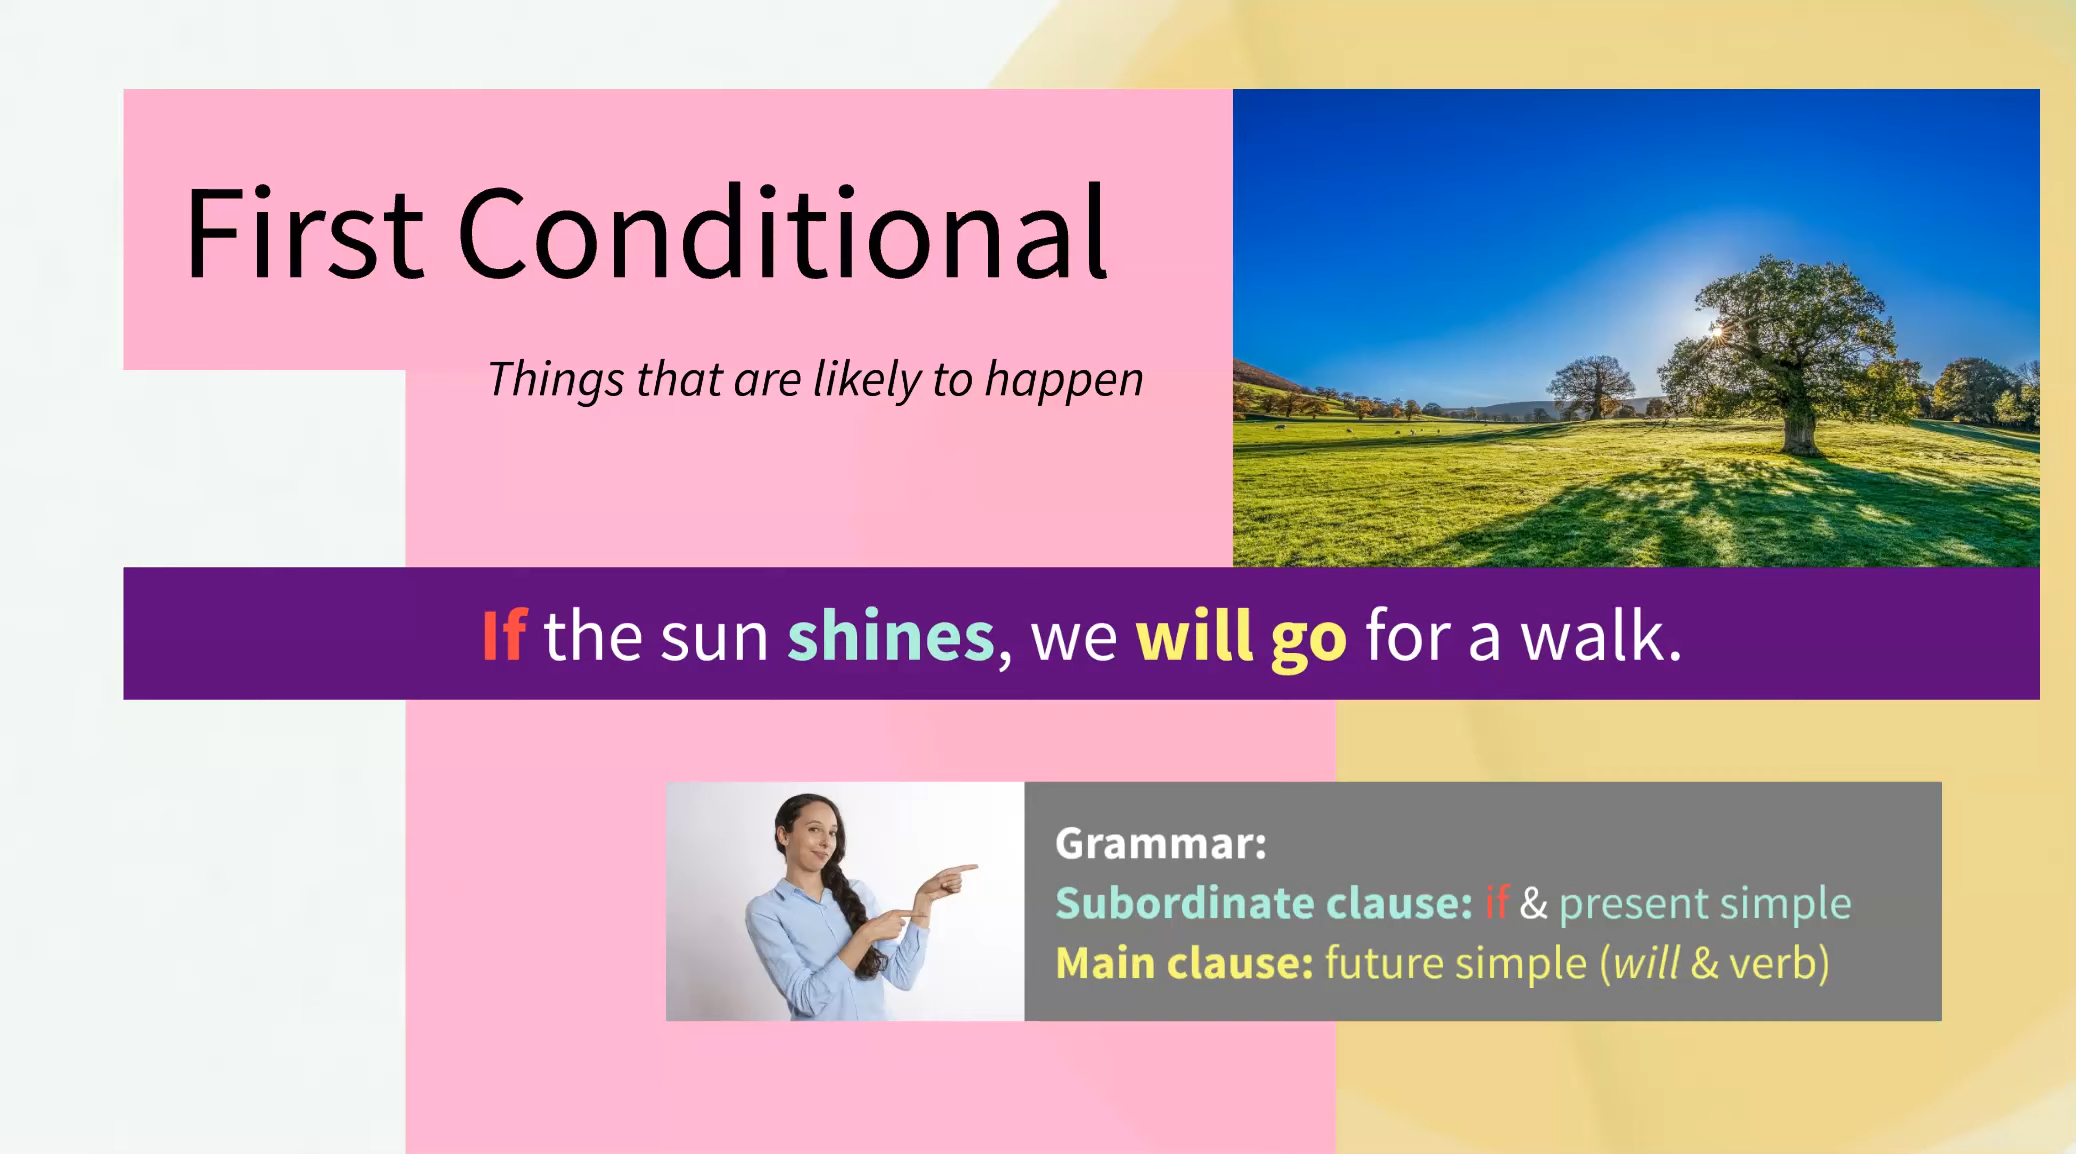 First Conditional
Things that are likely to happen
If the sun shines, we will go for a walk.
Grammar:
Subordinate clause: if & present simple
Main clause: future simple (will & verb)